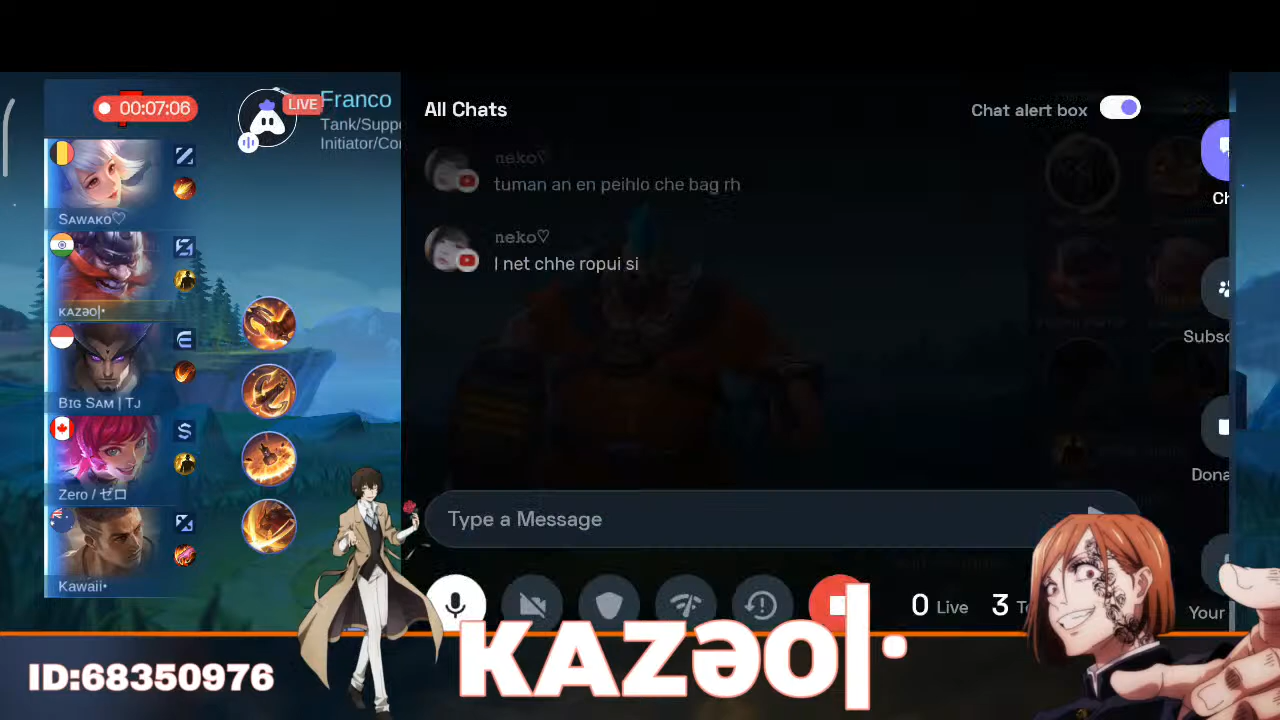 00:07:06
LIVE
Franco
Tank/Suppo
Initiator/Co
All Chats
Chat alert box
neko♡
tuman an en peihlo che bag rh
neko♡
I net chhe ropui si
Ch
SAWAKO♡
KAZƏO|•
BIG SAM | TJ
Zero / ゼロ
Kawaii•
Subsc
Dona
Type a Message
0 Live
3 T
Your
ID:68350976
KAZƏO|•